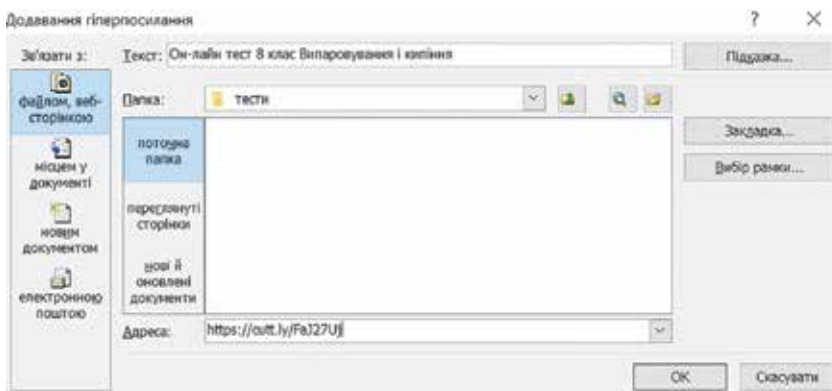 Додавання гіперпосилання ? ×
Зв'язати з:
Текст: Он-лайн тест 8 клас Випаровування і кипіння
Підказка...
файлом, веб-
сторінкою
Папка: тести
місцем у
документі
поточна
папка
Закладка...
Вибір рамки...
новим
документом
переглянуті
сторінки
електронною
поштою
нові й
оновлені
документи
Адреса: https://cutt.ly/FaJ27Uj
OK Скасувати